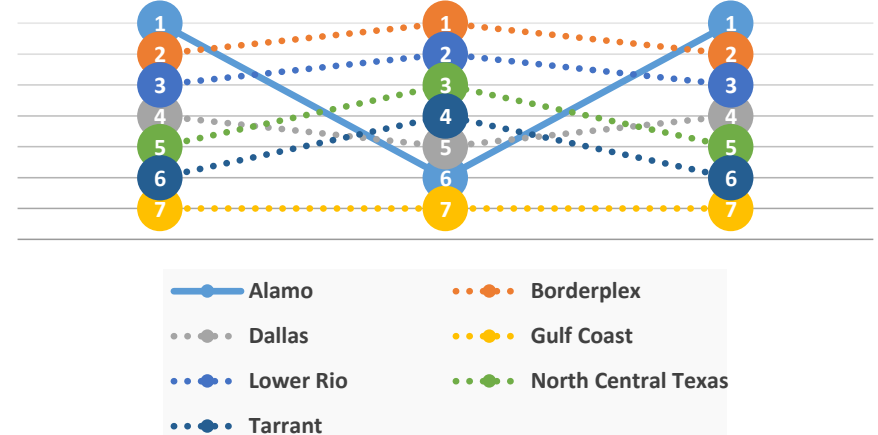 1 1 1
2 2 2
3 3 3
4 4 4
5 5 5
6 6 6
7 7 7
Alamo Borderplex
Dallas Gulf Coast
Lower Rio North Central Texas
Tarrant